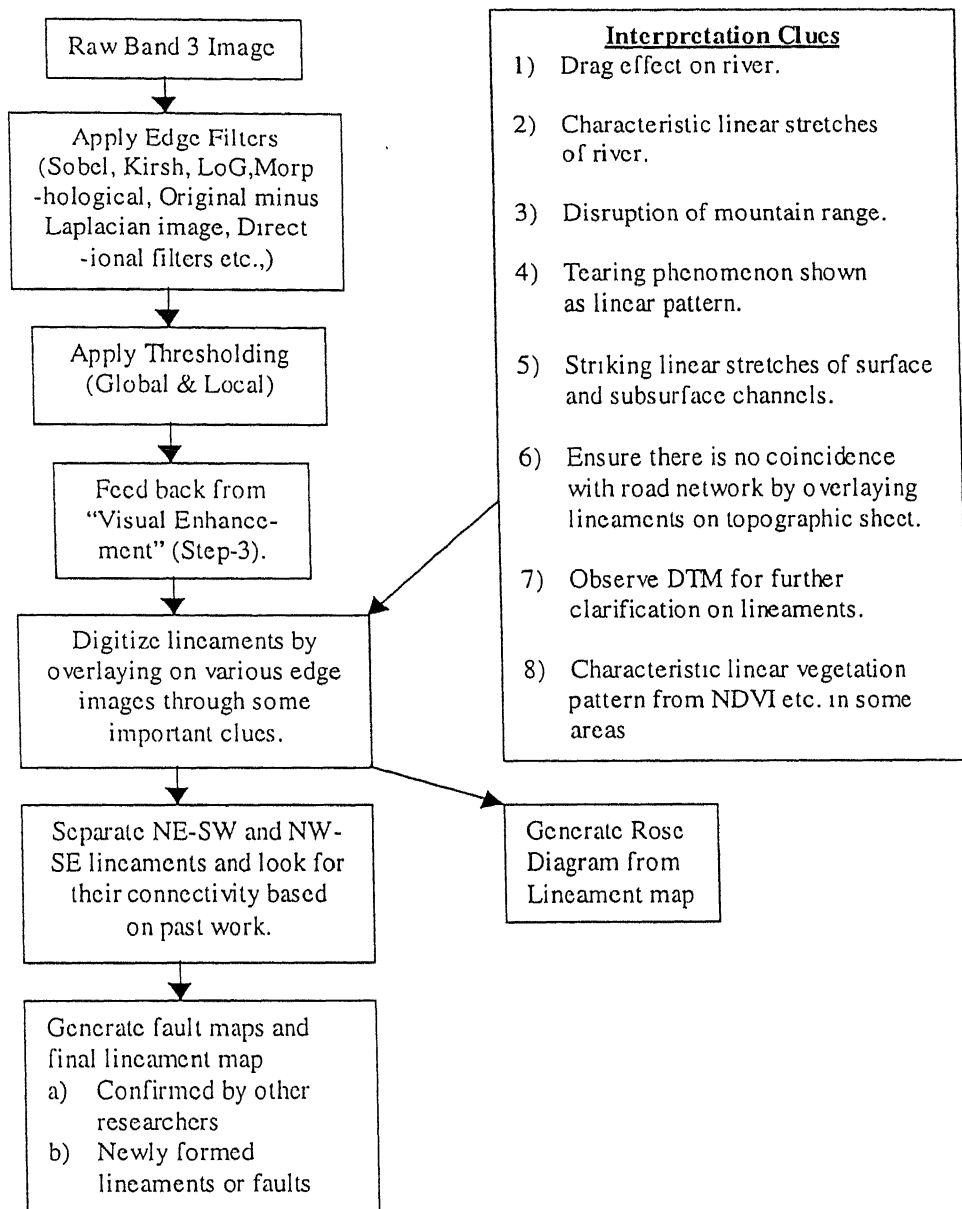 Raw Band 3 Image
Apply Edge Filters
(Sobel, Kirsh, LoG,Morp
-hological, Original minus
Laplacian image, Direct
-ional filters etc.,)
Apply Thresholding
(Global & Local)
Feed back from
“Visual Enhance-
ment” (Step-3).
Digitize lineaments by
overlaying on various edge
images through some
important clues.
Separate NE-SW and NW-
SE lineaments and look for
their connectivity based
on past work.
Generate fault maps and
final lineament map
a) Confirmed by other
researchers
b) Newly formed
lineaments or faults
Interpretation Clues
1) Drag effect on river.
2) Characteristic linear stretches
of river.
3) Disruption of mountain range.
4) Tearing phenomenon shown
as linear pattern.
5) Striking linear stretches of surface
and subsurface channels.
6) Ensure there is no coincidence
with road network by overlaying
lineaments on topographic sheet.
7) Observe DTM for further
clarification on lineaments.
8) Characteristic linear vegetation
pattern from NDVI etc. in some
areas
Generate Rose
Diagram from
Lineament map